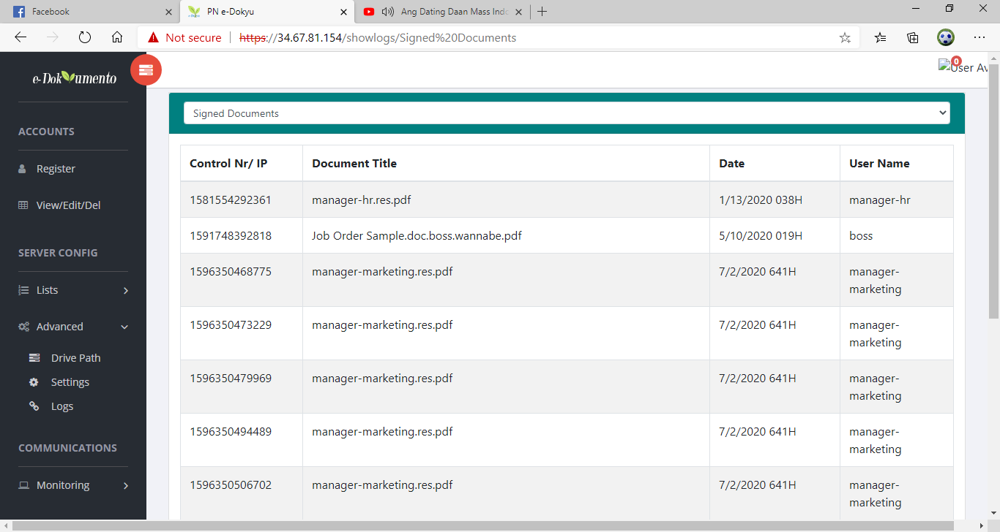 Facebook
PN e-Dokyu
Ang Dating Daan Mass Indo
Not secure
https://34.67.81.154/showlogs/Signed%20Documents
e-Dokumento
0
User Av
ACCOUNTS
Register
View/Edit/Del
SERVER CONFIG
Lists
Advanced
Drive Path
Settings
Logs
COMMUNICATIONS
Monitoring
Signed Documents
Control Nr/ IP Document Title Date User Name
1581554292361 manager-hr.res.pdf 1/13/2020 038H manager-hr
1591748392818 Job Order Sample.doc.boss.wannabe.pdf 5/10/2020 019H boss
1596350468775 manager-marketing.res.pdf 7/2/2020 641H manager-
marketing
1596350473229 manager-marketing.res.pdf 7/2/2020 641H manager-
marketing
1596350479969 manager-marketing.res.pdf 7/2/2020 641H manager-
marketing
1596350494489 manager-marketing.res.pdf 7/2/2020 641H manager-
marketing
1596350506702 manager-marketing.res.pdf 7/2/2020 641H manager-
marketing